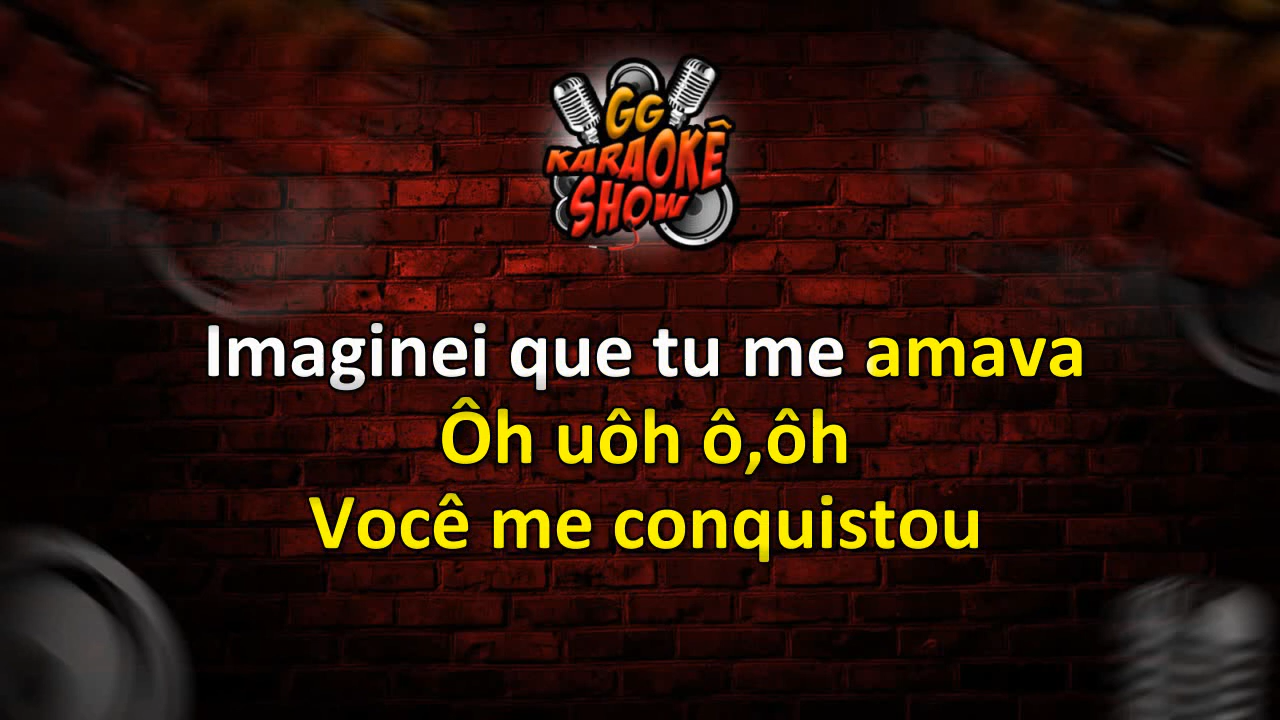 GG
KARAOKÊ
SHOW
Imaginei que tu me amava
Ôh uôh ô,ôh
Você me conquistou